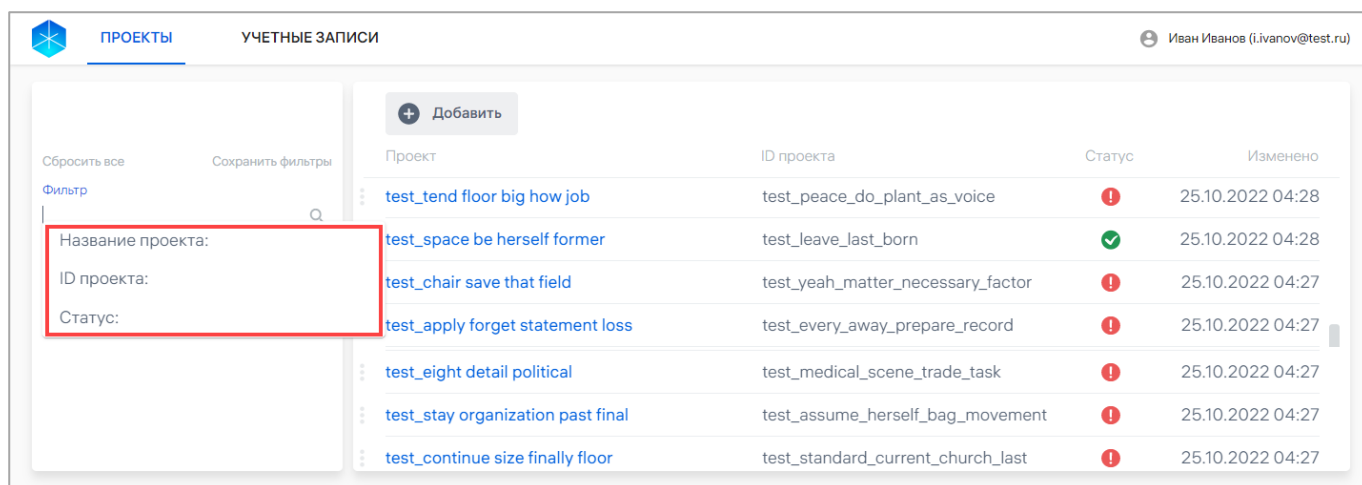 ПРОЕКТЫ УЧЕТНЫЕ ЗАПИСИ Иван Иванов (i.ivanov@test.ru)
Добавить
Сбросить все Сохранить фильтры
Фильтр
Название проекта:
ID проекта:
Статус:
Проект ID проекта Статус Изменено
test_tend floor big how job test_peace_do_plant_as_voice 25.10.2022 04:28
test_space be herself former test_leave_last_born 25.10.2022 04:28
test_chair save that field test_yeah_matter_necessary_factor 25.10.2022 04:27
test_apply forget statement loss test_every_away_prepare_record 25.10.2022 04:27
test_eight detail political test_medical_scene_trade_task 25.10.2022 04:27
test_stay organization past final test_assume_herself_bag_movement 25.10.2022 04:27
test_continue size finally floor test_standard_current_church_last 25.10.2022 04:27